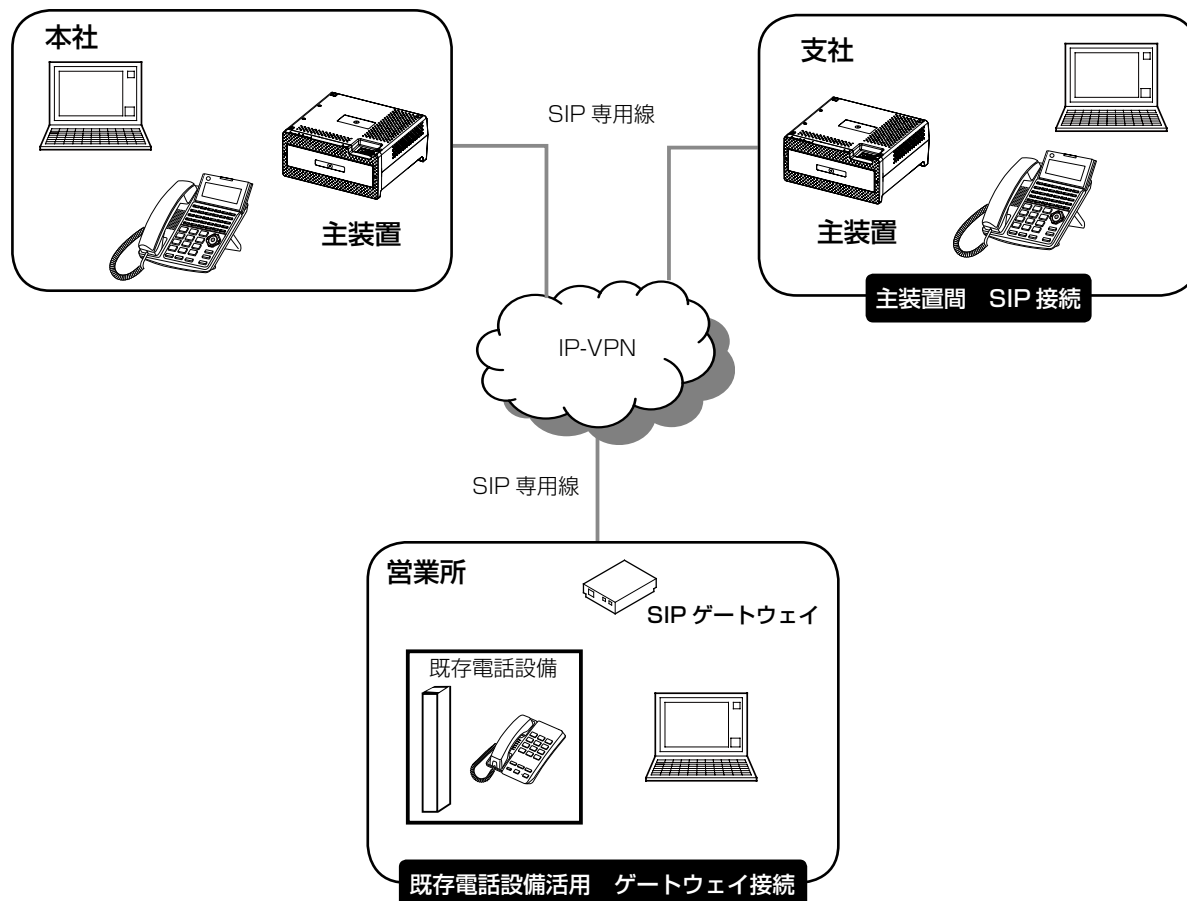 本社
主装置
SIP 専用線
支社
主装置
主装置間　SIP 接続
IP-VPN
SIP 専用線
営業所
SIP ゲートウェイ
既存電話設備
既存電話設備活用　ゲートウェイ接続